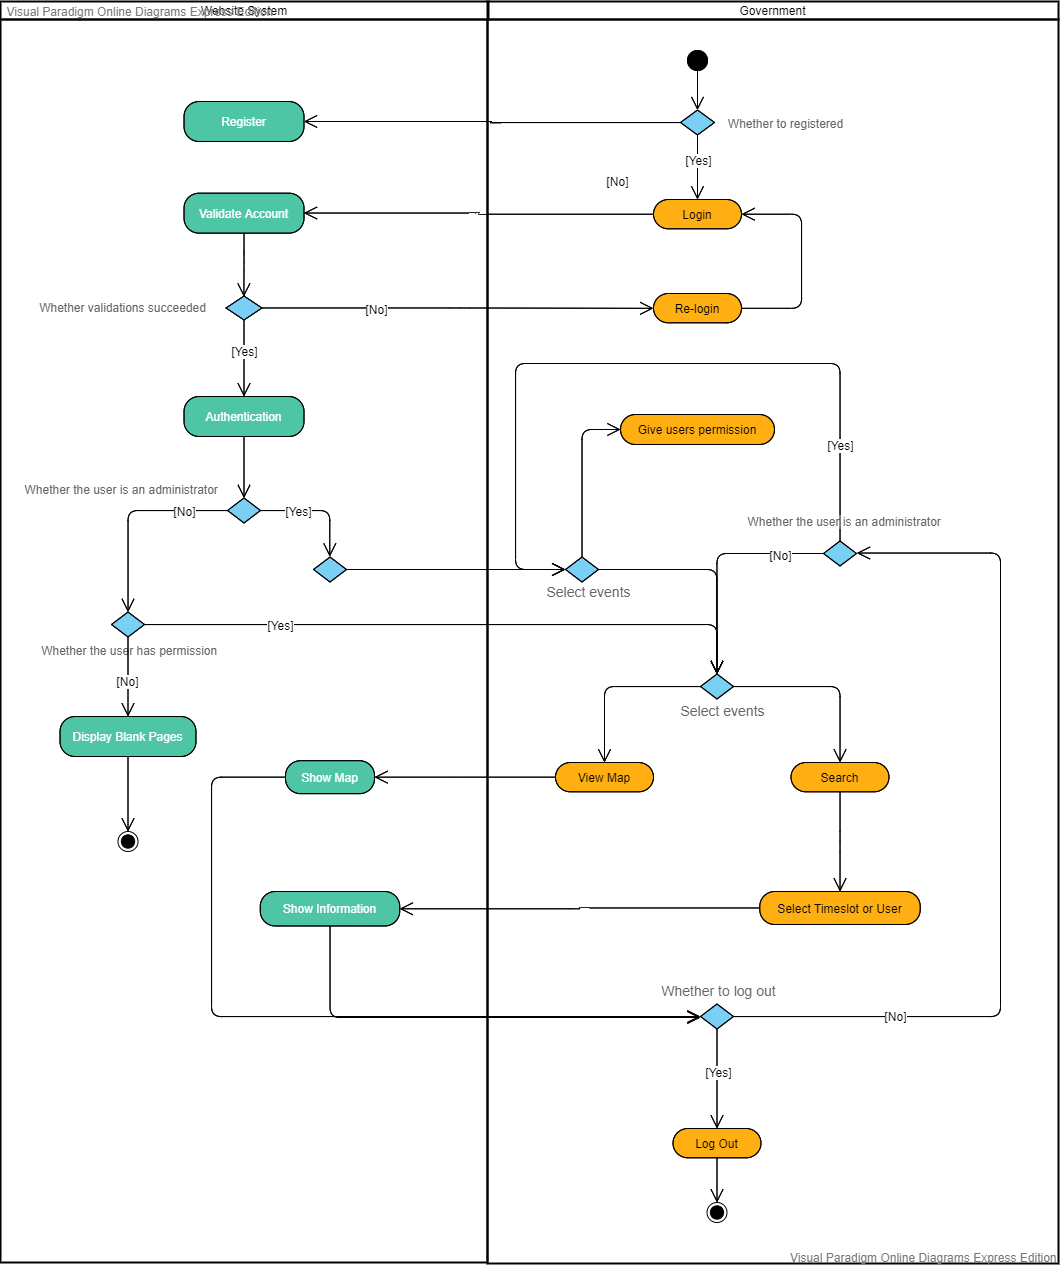 Visual Paradigm Online Diagrams Express Edition
Website System
Government
Register
Whether to registered
[Yes]
[No]
Validate Account
Login
Whether validations succeeded
[No]
Re-login
[Yes]
Authentication
Give users permission
[Yes]
Whether the user is an administrator
[No]
[Yes]
Whether the user is an administrator
[No]
Select events
[Yes]
Whether the user has permission
[No]
Select events
Display Blank Pages
Show Map
View Map
Search
Show Information
Select Timeslot or User
Whether to log out
[No]
[Yes]
Log Out
Visual Paradigm Online Diagrams Express Edition